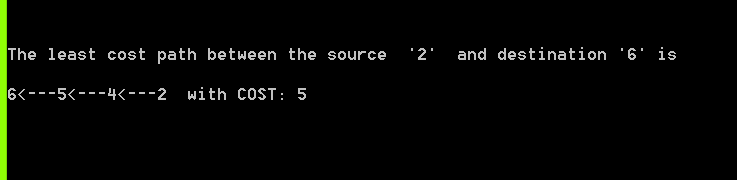 The least cost path between the source  '2'  and destination '6' is
6<---5<---4<---2  with COST: 5